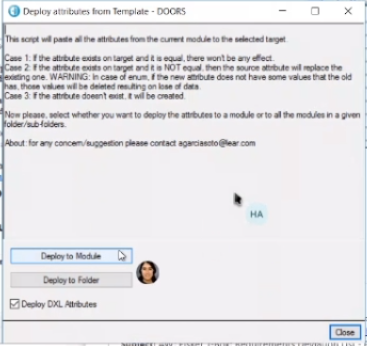 Deploy attributes from Template - DOORS
This script will paste all the attributes from the current module to the selected target.
Case 1: If the attribute exists on target and it is equal, there won't be any effect.
Case 2: If the attribute exists on target and it is NOT equal, then the source attribute will replace the
existing one. WARNING: In case of enum, if the new attribute does not have some values that the old
has, those values will be deleted resulting on lose of data.
Case 3: If the attribute doesn't exist, it will be created.
Now please, select whether you want to deploy the attributes to a module or to all the modules in a given
folder/sub-folders.
About: for any concern/suggestion please contact agarciasoto@lear.com
HA
Deploy to Module
Deploy to Folder
Deploy DXL Attributes
Close